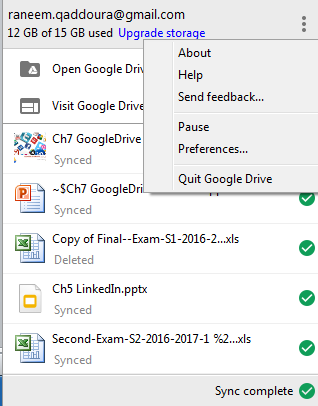 raneem.qaddoura@gmail.com
12 GB of 15 GB used Upgrade storage
About
Help
Send feedback...
Pause
Preferences...
Quit Google Drive
Open Google Driv
Visit Google Drive
Ch7 GoogleDrive
Synced
~$Ch7 GoogleDriv
Synced
Copy of Final--Exam-S1-2016-2...xls
Deleted
Ch5 LinkedIn.pptx
Synced
Second-Exam-S2-2016-2017-1 %2...xls
Synced
Sync complete